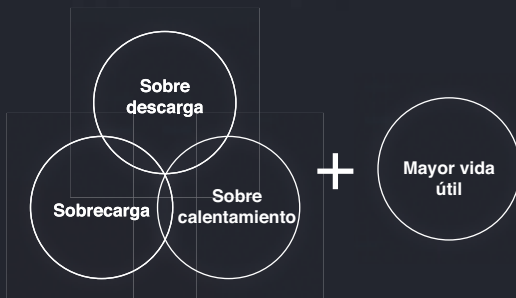 Sobre
descarga
Sobrecarga
Sobre
calentamiento
+
Mayor vida
útil